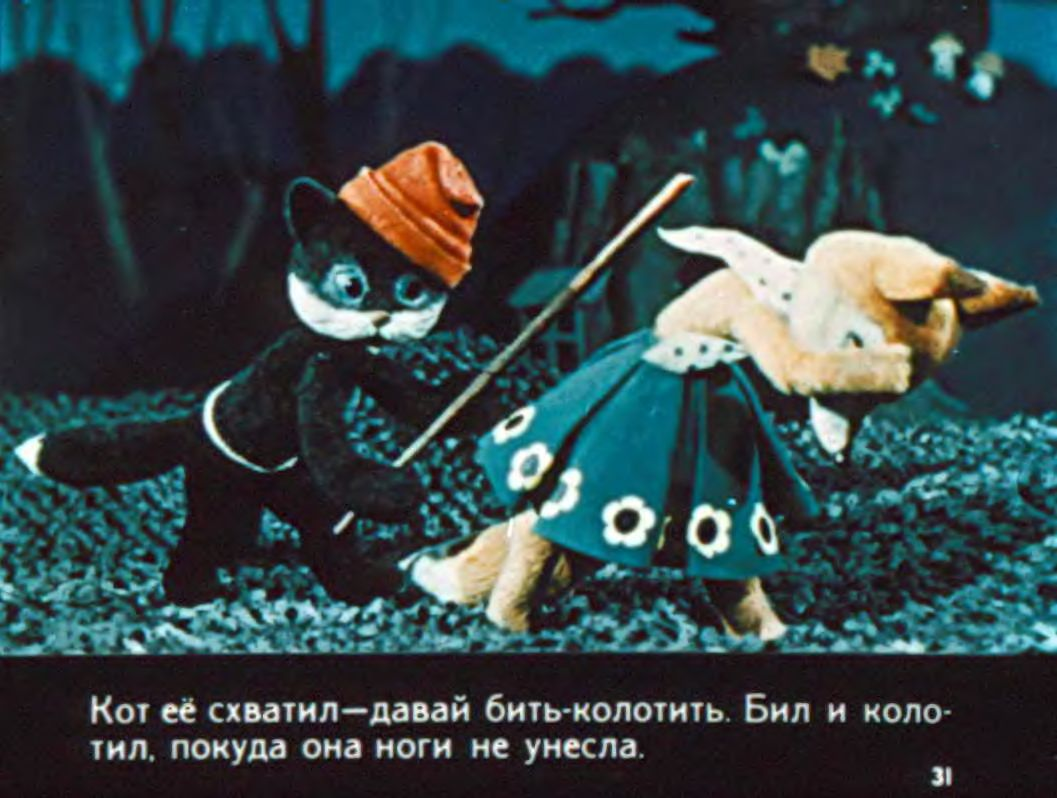 Кот её схватил—давай бить-колотить. Бил и коло-
тил, покуда она ноги не унесла.
31